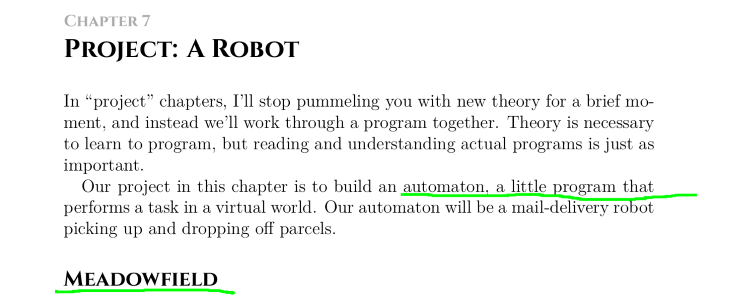 CHAPTER 7
PROJECT: A ROBOT
In “project” chapters, I’ll stop pummeling you with new theory for a brief mo-
ment, and instead we’ll work through a program together. Theory is necessary
to learn to program, but reading and understanding actual programs is just as
important.
Our project in this chapter is to build an automaton, a little program that
performs a task in a virtual world. Our automaton will be a mail-delivery robot
picking up and dropping off parcels.
MEADOWFIELD